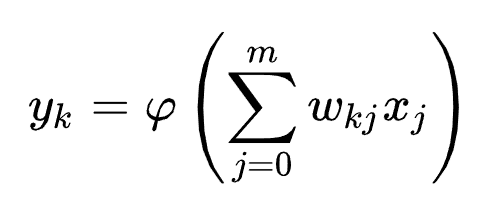 y_k = φ ( ∑_{j=0}^{m} w_{kj} x_j )